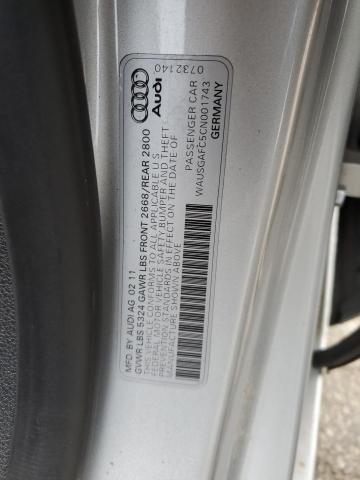 MFD. BY AUDI AG 02 11
GVWR LBS 5324 GAWR LBS FRONT 2668/REAR 2800
THIS VEHICLE CONFORMS TO ALL APPLICABLE U S
FEDERAL MOTOR VEHICLE SAFETY, BUMPER AND THEFT
PREVENTION STANDARDS IN EFFECT ON THE DATE OF
MANUFACTURE SHOWN ABOVE
0732140
Audi
PASSENGER CAR
WAUSGAFC5CN001743
GERMANY